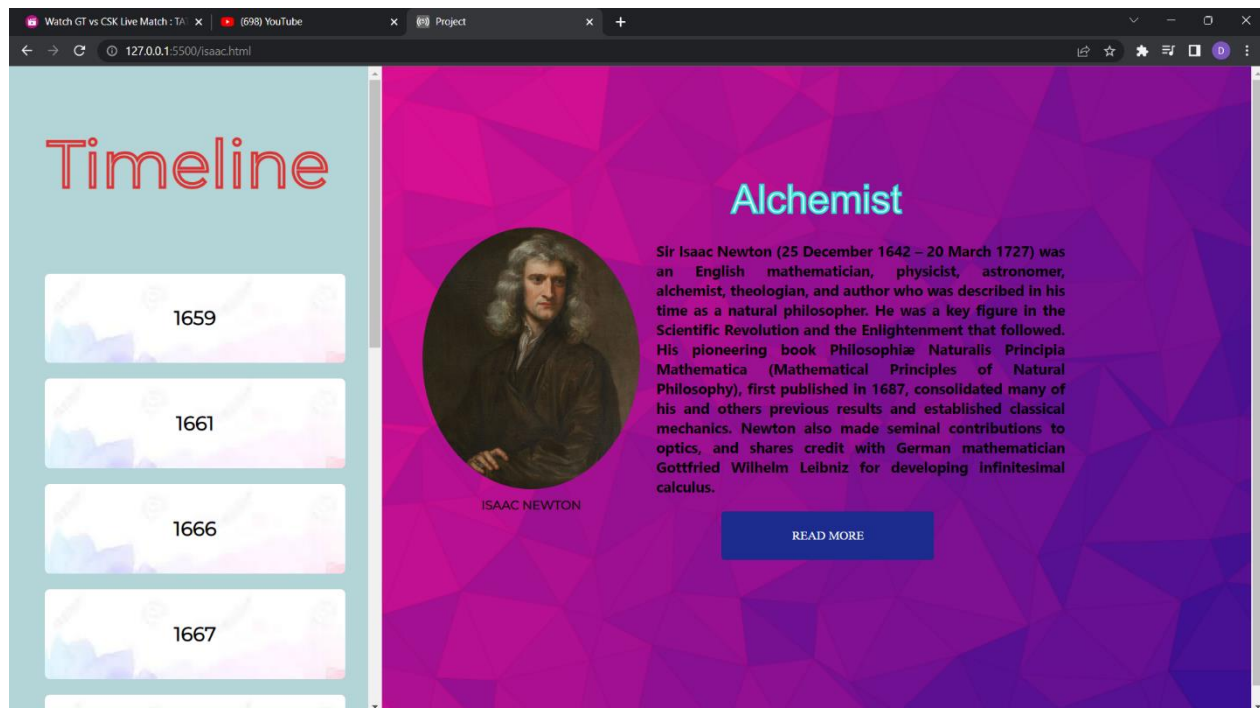 Watch GT vs CSK Live Match : TA
(698) YouTube
Project
127.0.0.1:5500/isaac.html
D
Timeline
1659
1661
1666
1667
Alchemist
Sir Isaac Newton (25 December 1642 – 20 March 1727) was
an English mathematician, physicist, astronomer,
alchemist, theologian, and author who was described in his
time as a natural philosopher. He was a key figure in the
Scientific Revolution and the Enlightenment that followed.
His pioneering book Philosophiæ Naturalis Principia
Mathematica (Mathematical Principles of Natural
Philosophy), first published in 1687, consolidated many of
his and others previous results and established classical
mechanics. Newton also made seminal contributions to
optics, and shares credit with German mathematician
Gottfried Wilhelm Leibniz for developing infinitesimal
calculus.
ISAAC NEWTON
READ MORE